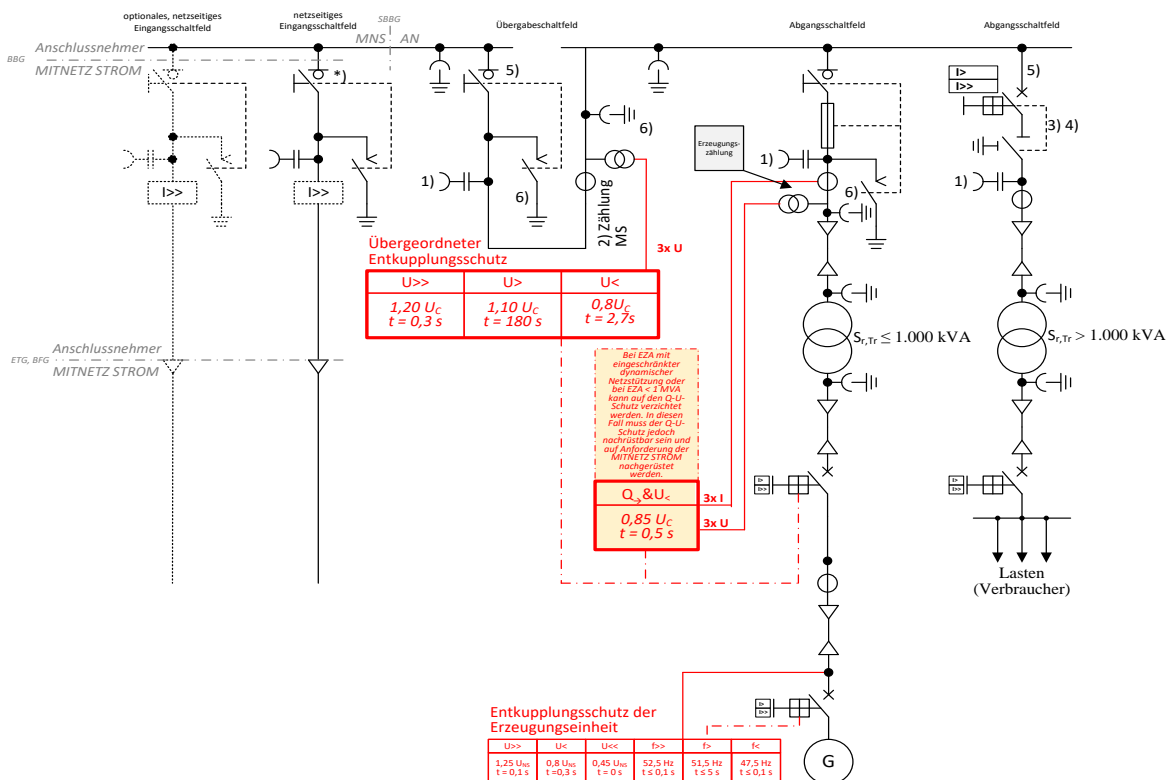 optionales, netzseitiges
Eingangsschaltfeld
netzseitiges
Eingangsschaltfeld
SBBG
MNS AN
Übergabeschaltfeld
Abgangsschaltfeld
Abgangsschaltfeld
Anschlussnehmer
BBG
MITNETZ STROM
*)
5)
I>
I>>
5)
3) 4)
6)
Erzeugungs-
zählung
I>>
I>>
1)
6)
2) Zählung
MS
1)
6)
1)
3x U
Übergeordneter
Entkupplungsschutz
U>> U> U<
1,20 UC
t = 0,3 s
1,10 UC
t = 180 s
0,8UC
t = 2,7s
Sr,Tr ≤ 1.000 kVA
Sr,Tr > 1.000 kVA
Anschlussnehmer
ETG, BFG
MITNETZ STROM
Bei EZA mit
eingeschränkter
dynamischer
Netzstützung oder
bei EZA < 1 MVA
kann auf den Q-U-
Schutz verzichtet
werden. In diesen
Fall muss der Q-U-
Schutz jedoch
nachrüstbar sein und
auf Anforderung der
MITNETZ STROM
nachgerüstet
werden.
Q→&U<
3x I
0,85 UC
t = 0,5 s
3x U
I>
I>>
I>
I>>
Lasten
(Verbraucher)
Entkupplungsschutz der
Erzeugungseinheit
I>
I>>
U>> U< U<< f>> f> f<
1,25 UNS
t = 0,1 s
0,8 UNS
t =0,3 s
0,45 UNS
t = 0 s
52,5 Hz
t ≤ 0,1 s
51,5 Hz
t ≤ 5 s
47,5 Hz
t ≤ 0,1 s
G